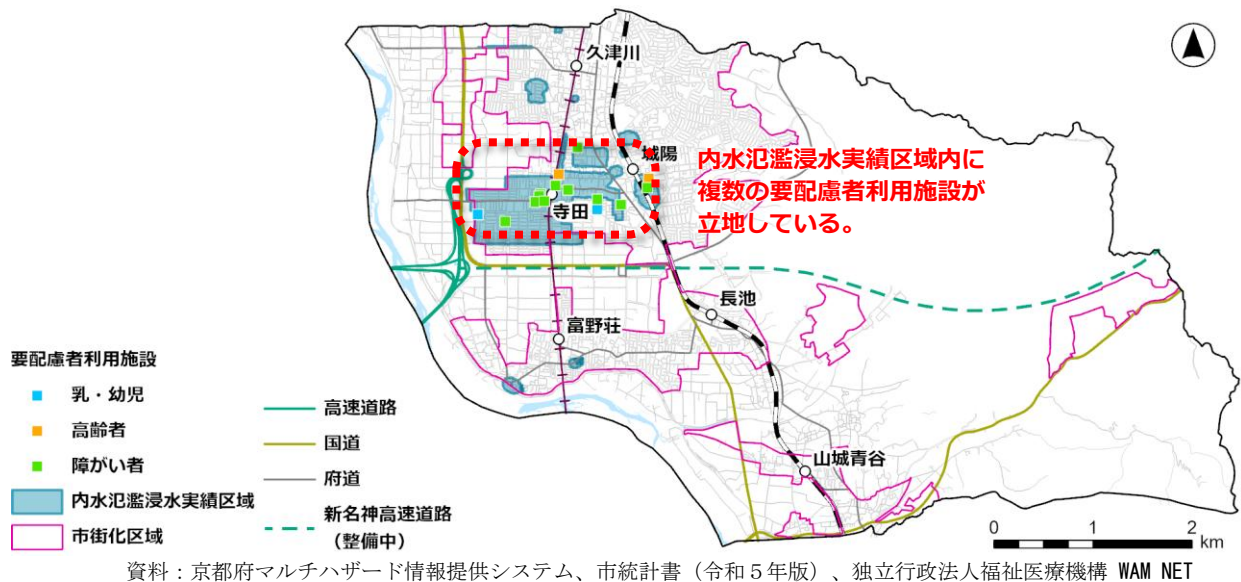 久津川
城陽
内水氾濫浸水実績区域内に
複数の要配慮者利用施設が
立地している。
寺田
長池
富野荘
山城青谷
要配慮者利用施設
乳・幼児
高齢者
障がい者
内水氾濫浸水実績区域
市街化区域
高速道路
国道
府道
新名神高速道路
(整備中)
0 1 2
km
資料：京都府マルチハザード情報提供システム、市統計書（令和５年版）、独立行政法人福祉医療機構 WAM NET